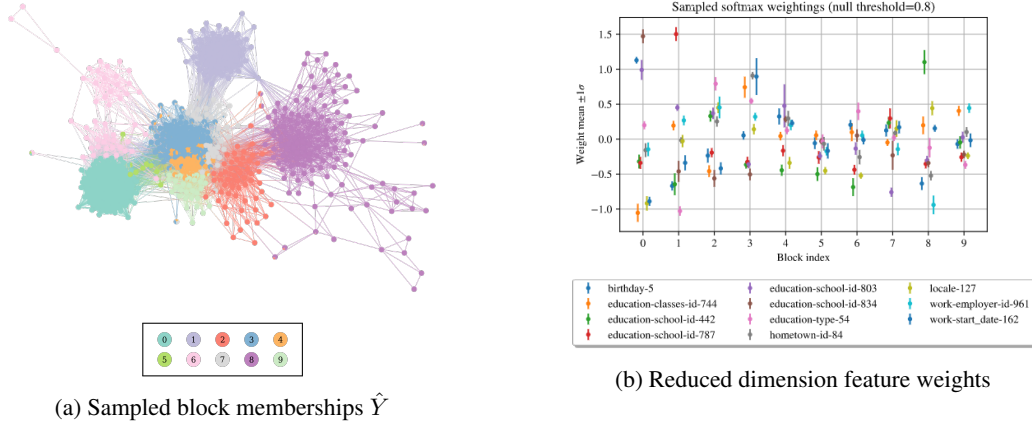 0 1 2 3 4
5 6 7 8 9
(a) Sampled block memberships Ŷ
Sampled softmax weightings (null threshold=0.8)
Weight mean ±1σ
1.5
1.0
0.5
0.0
−0.5
−1.0
0 1 2 3 4 5 6 7 8 9
Block index
birthday-5 education-school-id-803 locale-127
education-classes-id-744 education-school-id-834 work-employer-id-961
education-school-id-442 education-type-54 work-start_date-162
education-school-id-787 hometown-id-84
(b) Reduced dimension feature weights